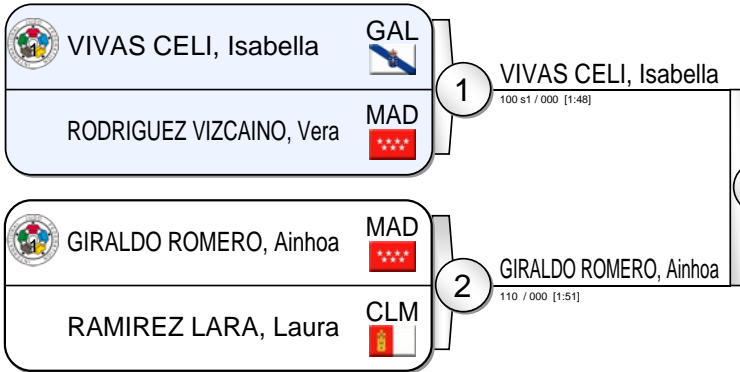 VIVAS CELI, Isabella GAL
RODRIGUEZ VIZCAINO, Vera MAD
1
VIVAS CELI, Isabella
100 s1 / 000 [1:48]
GIRALDO ROMERO, Ainhoa MAD
RAMIREZ LARA, Laura CLM
2
GIRALDO ROMERO, Ainhoa
110 / 000 [1:51]